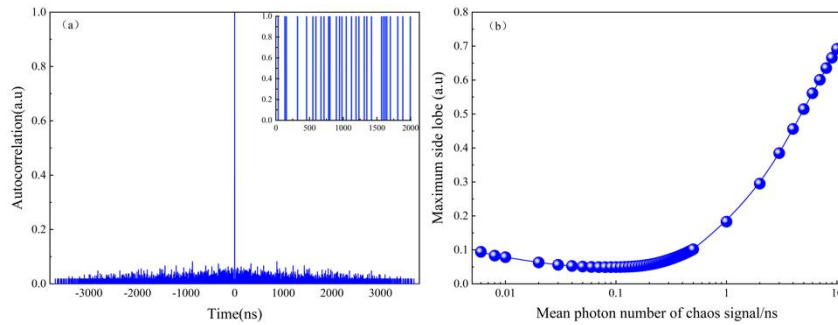 (a)
Autocorrelation(a.u)
1.0
0.8
0.6
0.4
0.2
0.0
-3000 -2000 -1000 0 1000 2000 3000
Time(ns)
1.0
0.8
0.6
0.4
0.2
0.0
0 500 1000 1500 2000
(b)
Maximum side lobe (a.u)
0.8
0.7
0.6
0.5
0.4
0.3
0.2
0.1
0.0
0.01 0.1 1 10
Mean photon number of chaos signal/ns